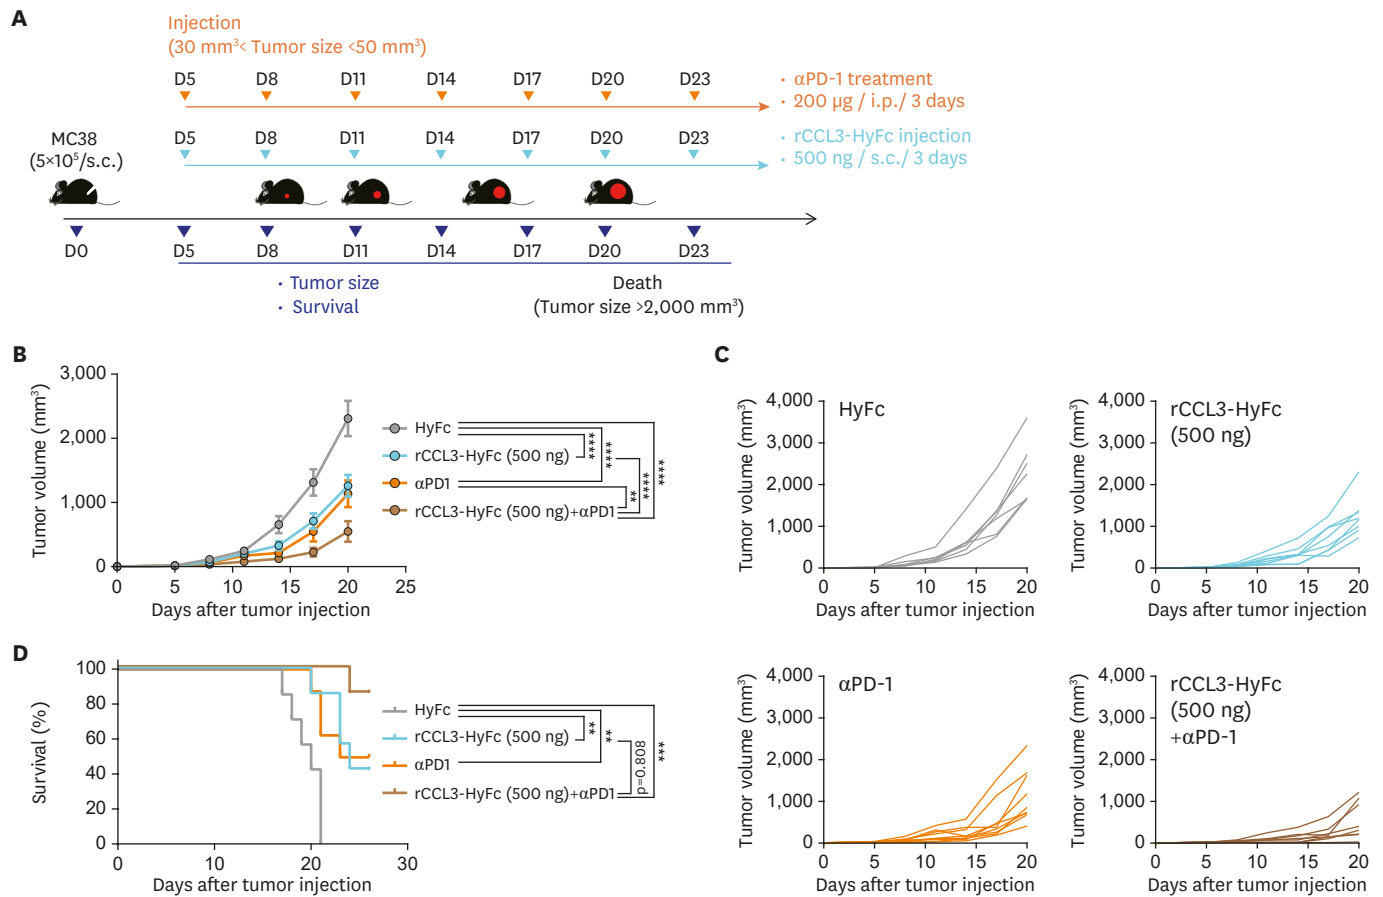 A
Injection
(30 mm³< Tumor size <50 mm³)
D5 D8 D11 D14 D17 D20 D23
· αPD-1 treatment
· 200 µg / i.p./ 3 days
D5 D8 D11 D14 D17 D20 D23
· rCCL3-HyFc injection
· 500 ng / s.c./ 3 days
MC38
(5×10⁵/s.c.)
D0 D5 D8 D11 D14 D17 D20 D23
· Tumor size
· Survival
Death
(Tumor size >2,000 mm³)
B
Tumor volume (mm³)
3,000
2,000
1,000
0
0 5 10 15 20 25
Days after tumor injection
HyFc
rCCL3-HyFc (500 ng)
αPD1
rCCL3-HyFc (500 ng)+αPD1
****
****
**
****
****
C
HyFc
Tumor volume (mm³)
4,000
3,000
2,000
1,000
0
0 5 10 15 20
Days after tumor injection
rCCL3-HyFc
(500 ng)
Tumor volume (mm³)
4,000
3,000
2,000
1,000
0
0 5 10 15 20
Days after tumor injection
αPD-1
Tumor volume (mm³)
4,000
3,000
2,000
1,000
0
0 5 10 15 20
Days after tumor injection
rCCL3-HyFc
(500 ng)
+αPD-1
Tumor volume (mm³)
4,000
3,000
2,000
1,000
0
0 5 10 15 20
Days after tumor injection
D
Survival (%)
100
80
60
40
20
0
0 10 20 30
Days after tumor injection
HyFc
rCCL3-HyFc (500 ng)
αPD1
rCCL3-HyFc (500 ng)+αPD1
**
**
p=0.808
***